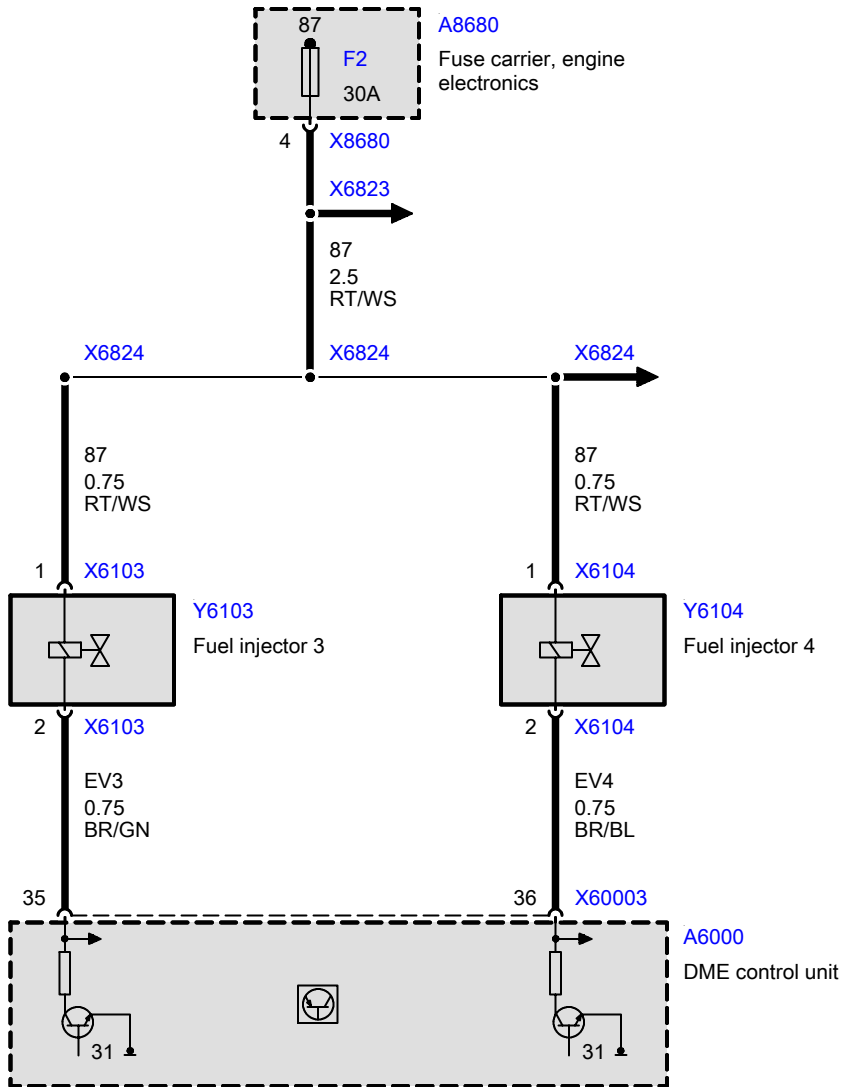 87
A8680
F2
Fuse carrier, engine
electronics
30A
4
X8680
X6823
87
2.5
RT/WS
X6824
X6824
X6824
87
0.75
RT/WS
87
0.75
RT/WS
1
X6103
1
X6104
Y6103
Fuel injector 3
Y6104
Fuel injector 4
2
X6103
2
X6104
EV3
0.75
BR/GN
EV4
0.75
BR/BL
35
36
X60003
A6000
DME control unit
31
31